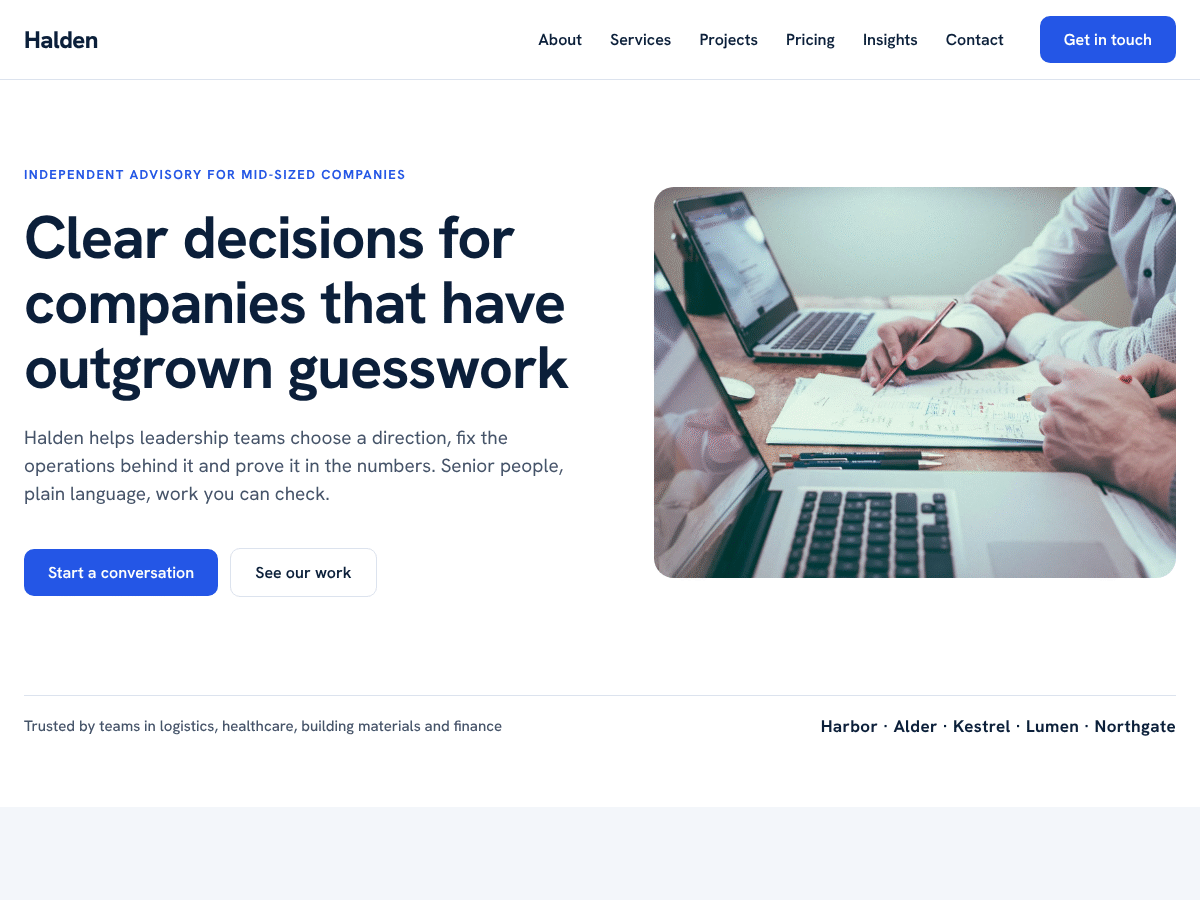 Halden
About Services Projects Pricing Insights Contact Get in touch
INDEPENDENT ADVISORY FOR MID-SIZED COMPANIES
Clear decisions for
companies that have
outgrown guesswork
Halden helps leadership teams choose a direction, fix the
operations behind it and prove it in the numbers. Senior people,
plain language, work you can check.
Start a conversation See our work
Trusted by teams in logistics, healthcare, building materials and finance
Harbor · Alder · Kestrel · Lumen · Northgate